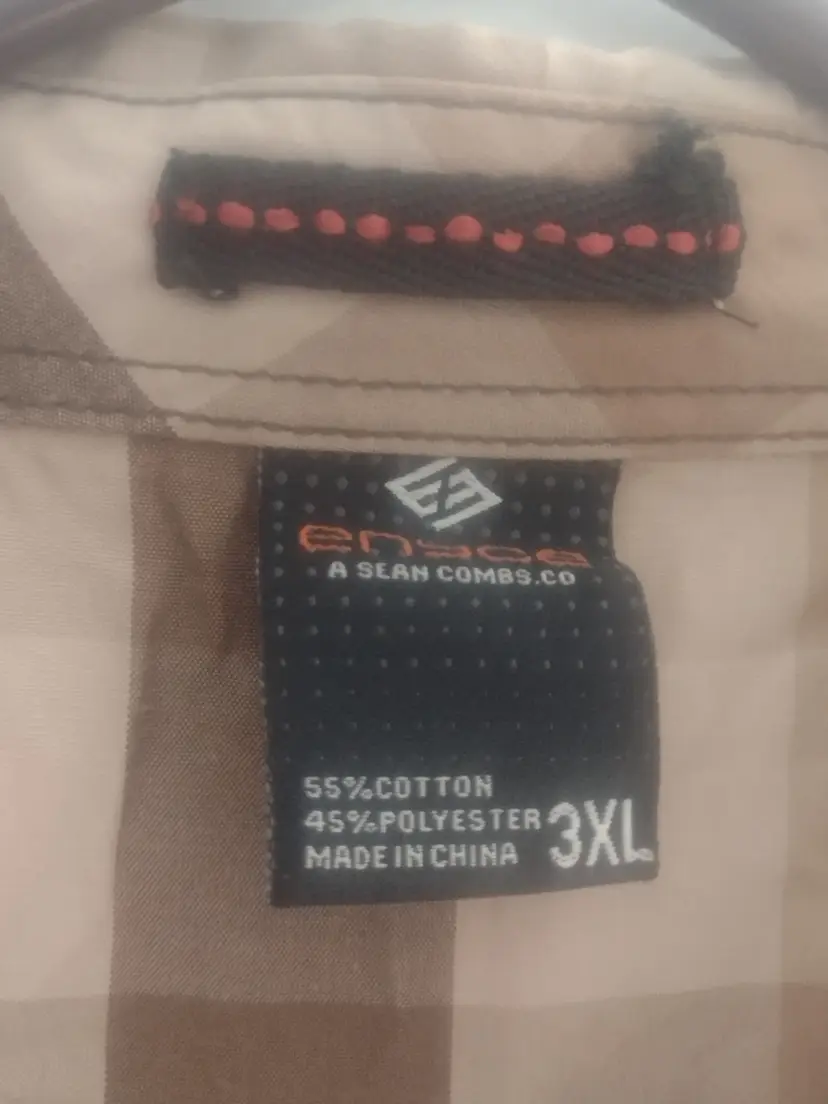 enyce
A SEAN COMBS.CO
55%COTTON
45%POLYESTER
3XL
MADE IN CHINA